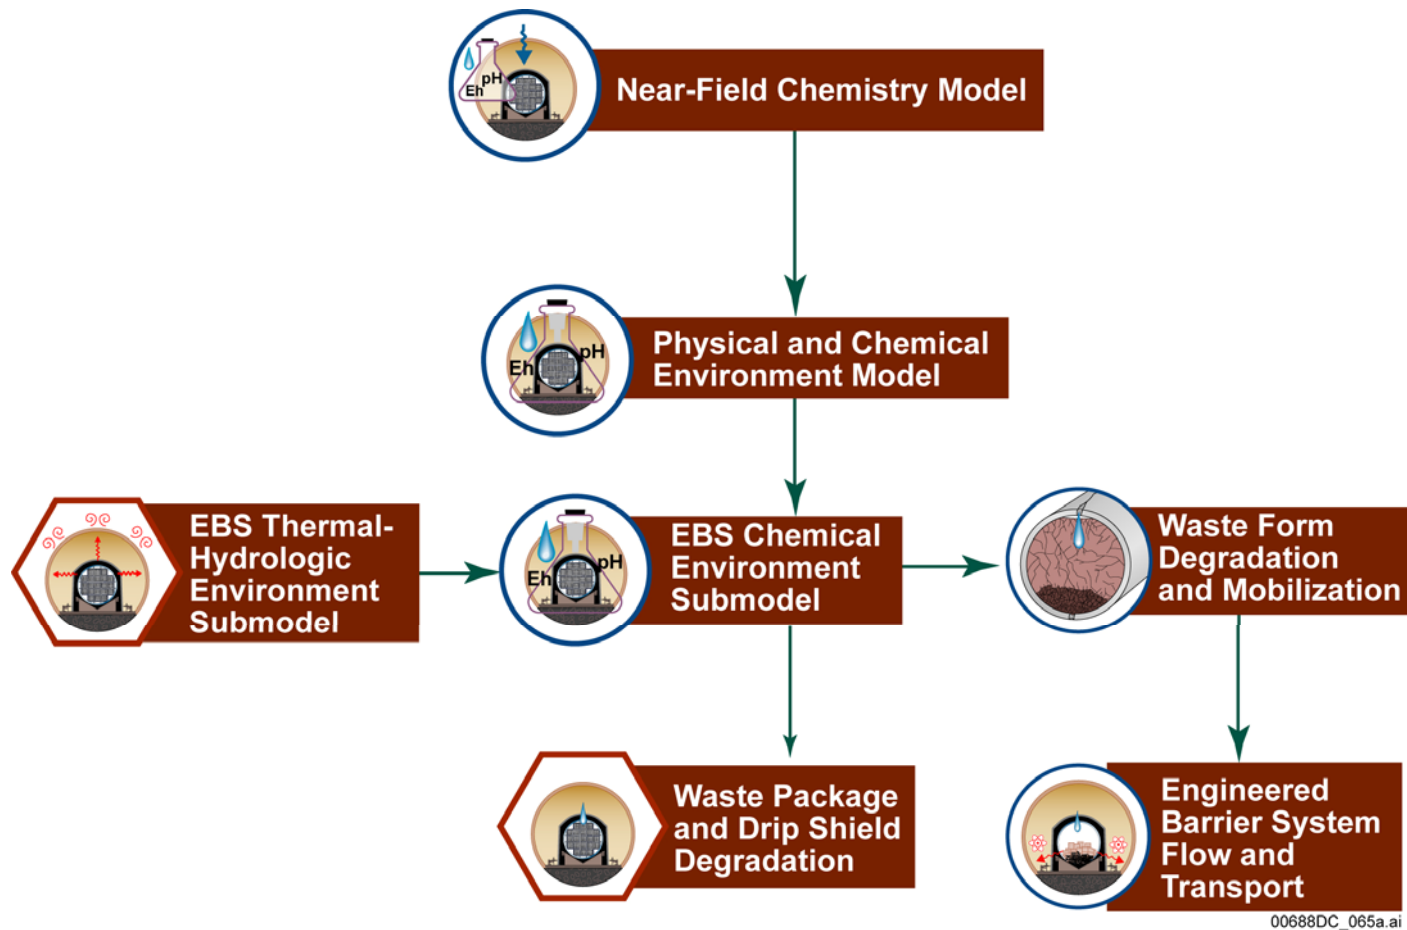 pH
Eh
Near-Field Chemistry Model
Eh
pH
Physical and Chemical
Environment Model
EBS Thermal-
Hydrologic
Environment
Submodel
Eh
pH
EBS Chemical
Environment
Submodel
Waste Form
Degradation
and Mobilization
Waste Package
and Drip Shield
Degradation
Engineered
Barrier System
Flow and
Transport
00688DC_065a.ai